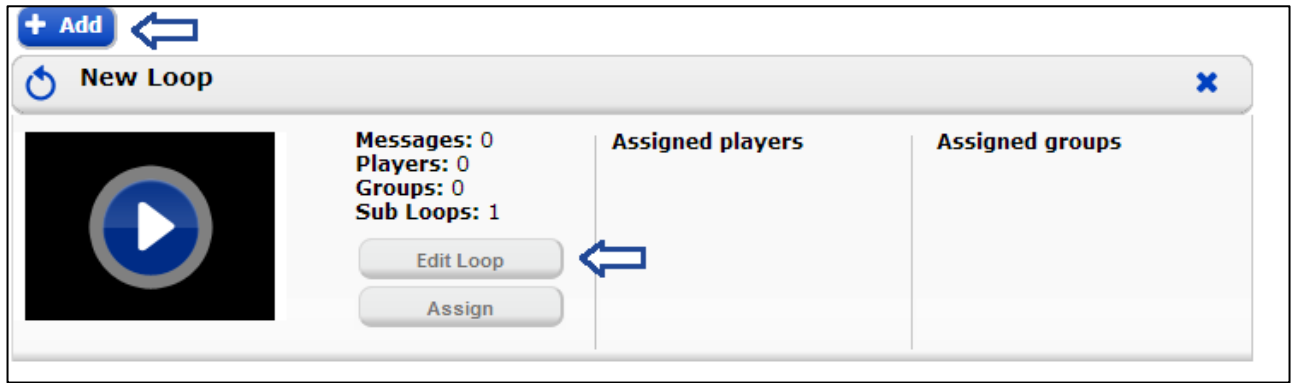 + Add
New Loop
Messages: 0
Players: 0
Groups: 0
Sub Loops: 1
Edit Loop
Assign
Assigned players
Assigned groups